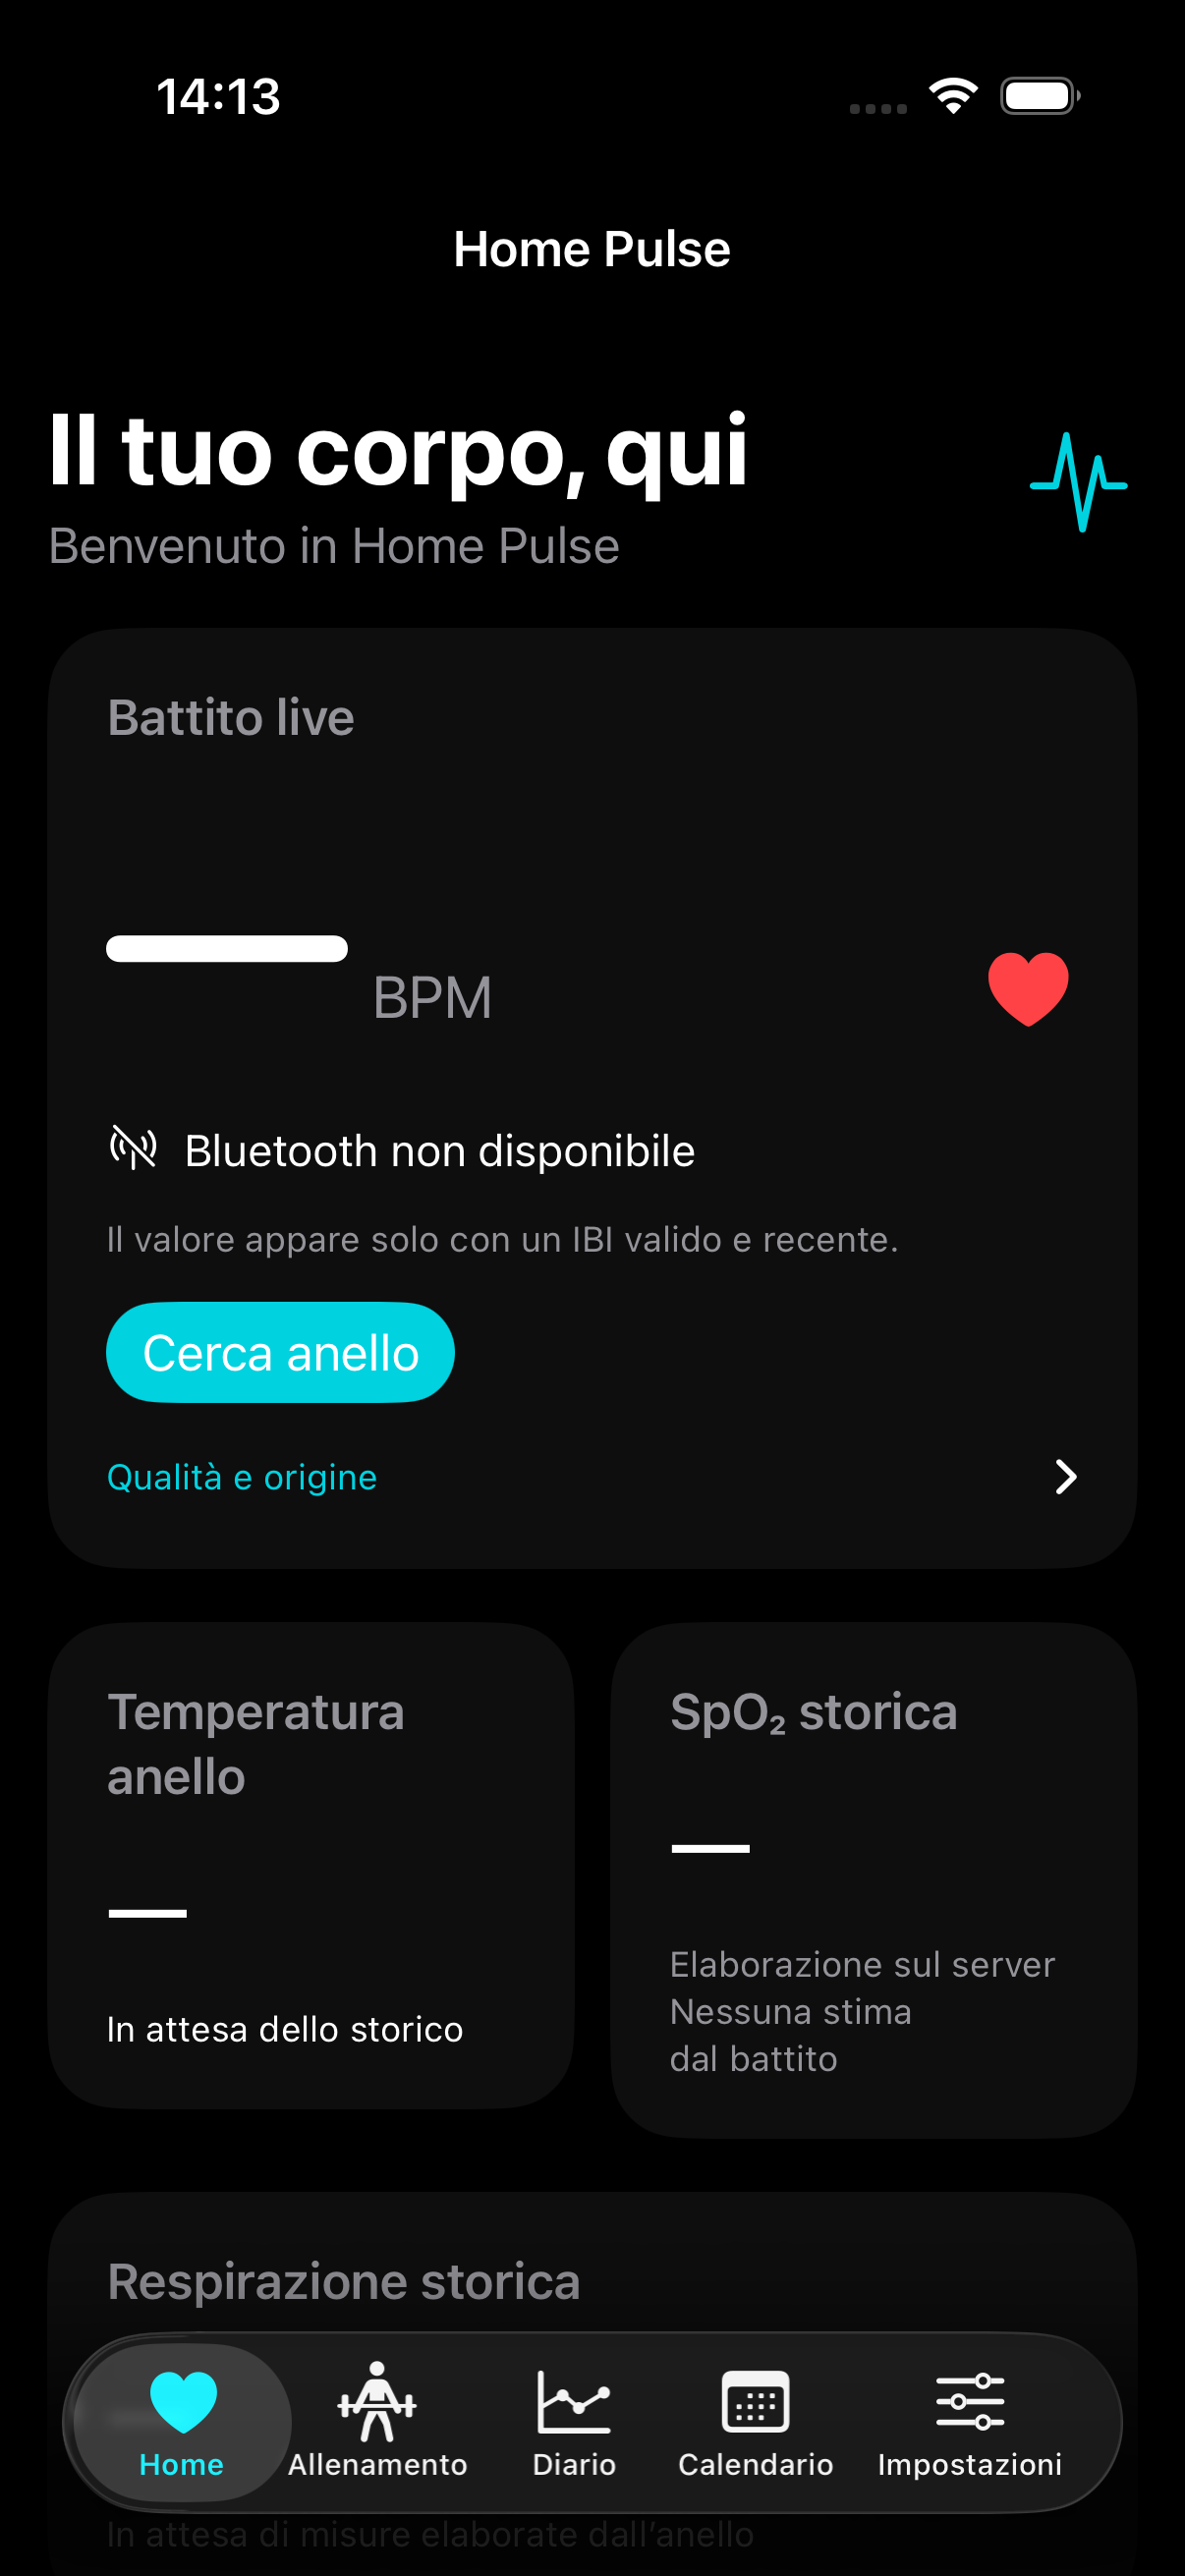 14:13
Home Pulse
Il tuo corpo, qui
Benvenuto in Home Pulse
Battito live
— BPM
Bluetooth non disponibile
Il valore appare solo con un IBI valido e recente.
Cerca anello
Qualità e origine
Temperatura
anello
—
In attesa dello storico
SpO₂ storica
—
Elaborazione sul server
Nessuna stima
dal battito
Respirazione storica
Home
Allenamento
Diario
Calendario
Impostazioni
In attesa di misure elaborate dall’anello